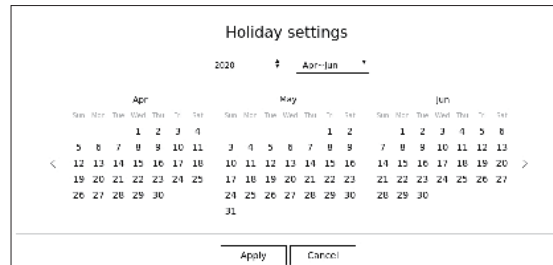 Holiday settings
2020 Apr~Jun
Apr May Jun
Sun Mon Tue Wed Thu Fr Sat Sun Mon Tue Wed Thu Fr Sat Sun Mon Tue Wed Thu Fr Sat
1 2 3 4 1 2 1 2 3 4 5 6
5 6 7 8 9 10 11 3 4 5 6 7 8 9 7 8 9 10 11 12 13
12 13 14 15 16 17 18 10 11 12 13 14 15 16 14 15 16 17 18 19 20
19 20 21 22 23 24 25 17 18 19 20 21 22 23 21 22 23 24 25 26 27
26 27 28 29 30 24 25 26 27 28 29 30 28 29 30
31
Apply Cancel